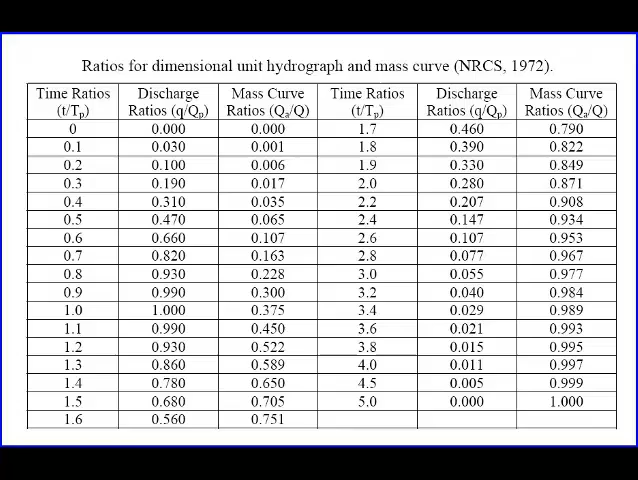 Ratios for dimensional unit hydrograph and mass curve (NRCS, 1972).
Time Ratios (t/Tp) Discharge Ratios (q/Qp) Mass Curve Ratios (Qa/Q) Time Ratios (t/Tp) Discharge Ratios (q/Qp) Mass Curve Ratios (Qa/Q)
0 0.000 0.000 1.7 0.460 0.790
0.1 0.030 0.001 1.8 0.390 0.822
0.2 0.100 0.006 1.9 0.330 0.849
0.3 0.190 0.017 2.0 0.280 0.871
0.4 0.310 0.035 2.2 0.207 0.908
0.5 0.470 0.065 2.4 0.147 0.934
0.6 0.660 0.107 2.6 0.107 0.953
0.7 0.820 0.163 2.8 0.077 0.967
0.8 0.930 0.228 3.0 0.055 0.977
0.9 0.990 0.300 3.2 0.040 0.984
1.0 1.000 0.375 3.4 0.029 0.989
1.1 0.990 0.450 3.6 0.021 0.993
1.2 0.930 0.522 3.8 0.015 0.995
1.3 0.860 0.589 4.0 0.011 0.997
1.4 0.780 0.650 4.5 0.005 0.999
1.5 0.680 0.705 5.0 0.000 1.000
1.6 0.560 0.751